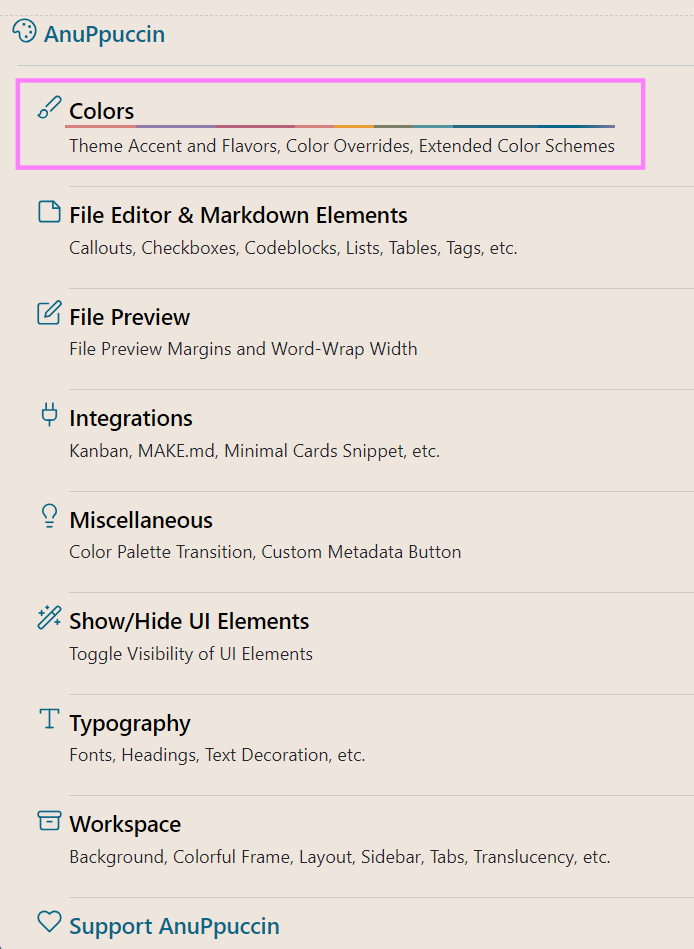 AnuPpuccin
Colors
Theme Accent and Flavors, Color Overrides, Extended Color Schemes
File Editor & Markdown Elements
Callouts, Checkboxes, Codeblocks, Lists, Tables, Tags, etc.
File Preview
File Preview Margins and Word-Wrap Width
Integrations
Kanban, MAKE.md, Minimal Cards Snippet, etc.
Miscellaneous
Color Palette Transition, Custom Metadata Button
Show/Hide UI Elements
Toggle Visibility of UI Elements
Typography
Fonts, Headings, Text Decoration, etc.
Workspace
Background, Colorful Frame, Layout, Sidebar, Tabs, Translucency, etc.
Support AnuPpuccin